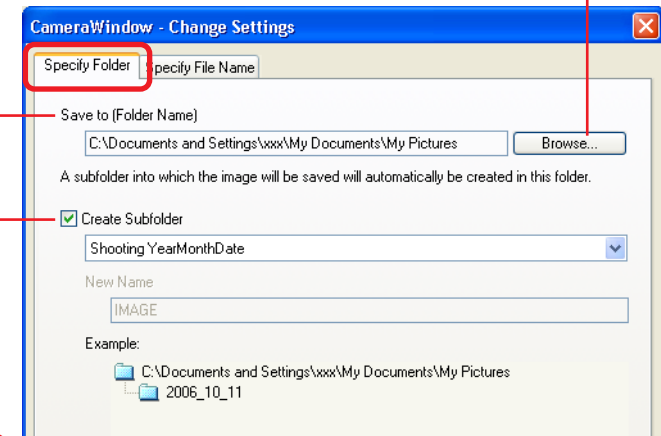 CameraWindow - Change Settings
Specify Folder Specify File Name
Save to (Folder Name)
C:\Documents and Settings\xxx\My Documents\My Pictures Browse...
A subfolder into which the image will be saved will automatically be created in this folder.
Create Subfolder
Shooting YearMonthDate
New Name
IMAGE
Example:
C:\Documents and Settings\xxx\My Documents\My Pictures
2006_10_11